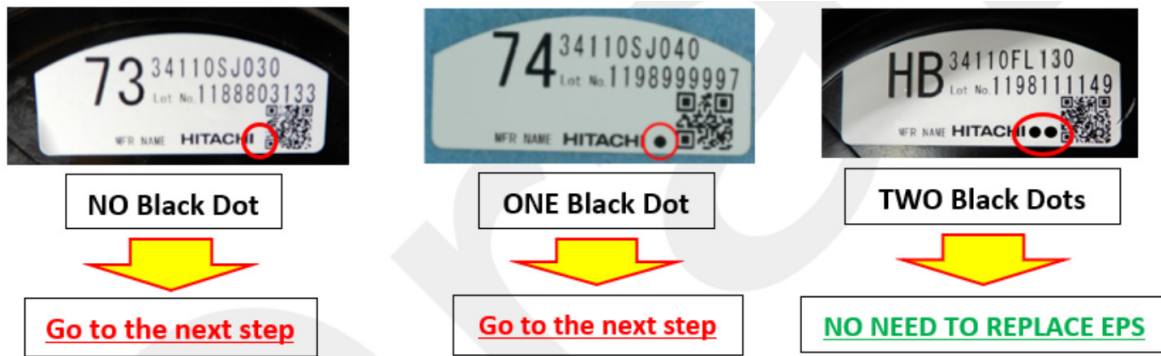 73 34110SJ030
Lot No. 1188803133
MFR NAME HITACHI
74 34110SJ040
Lot No. 1198999997
MFR NAME HITACHI ●
HB 34110FL130
Lot No. 1198111149
MFR NAME HITACHI ●●
NO Black Dot
ONE Black Dot
TWO Black Dots
Go to the next step
Go to the next step
NO NEED TO REPLACE EPS